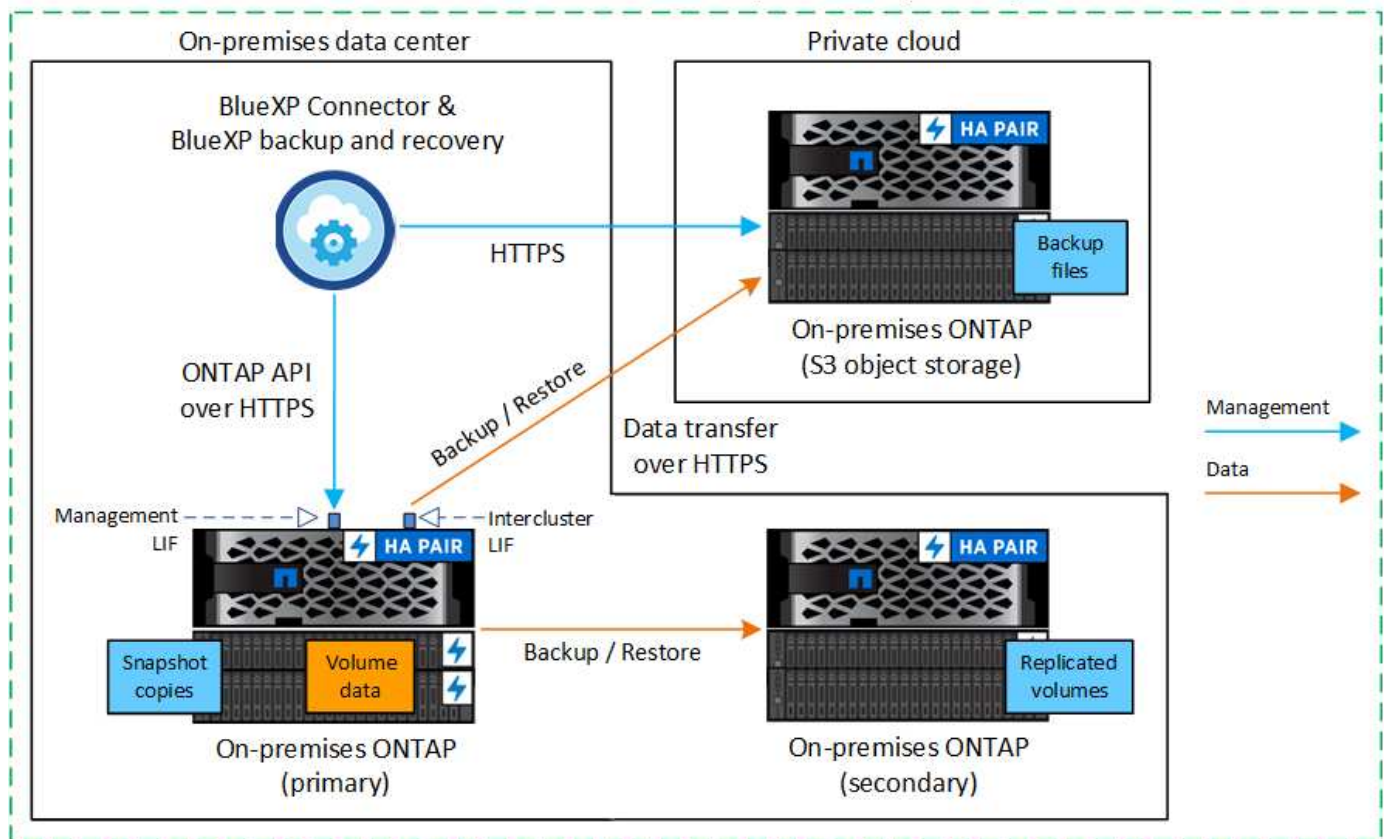 On-premises data center
Private cloud
BlueXP Connector &
BlueXP backup and recovery
HA PAIR
HTTPS
Backup
files
On-premises ONTAP
(S3 object storage)
ONTAP API
over HTTPS
Backup / Restore
Data transfer
over HTTPS
Management
Data
Management
LIF
Intercluster
LIF
HA PAIR
HA PAIR
Snapshot
copies
Volume
data
Backup / Restore
Replicated
volumes
On-premises ONTAP
(primary)
On-premises ONTAP
(secondary)